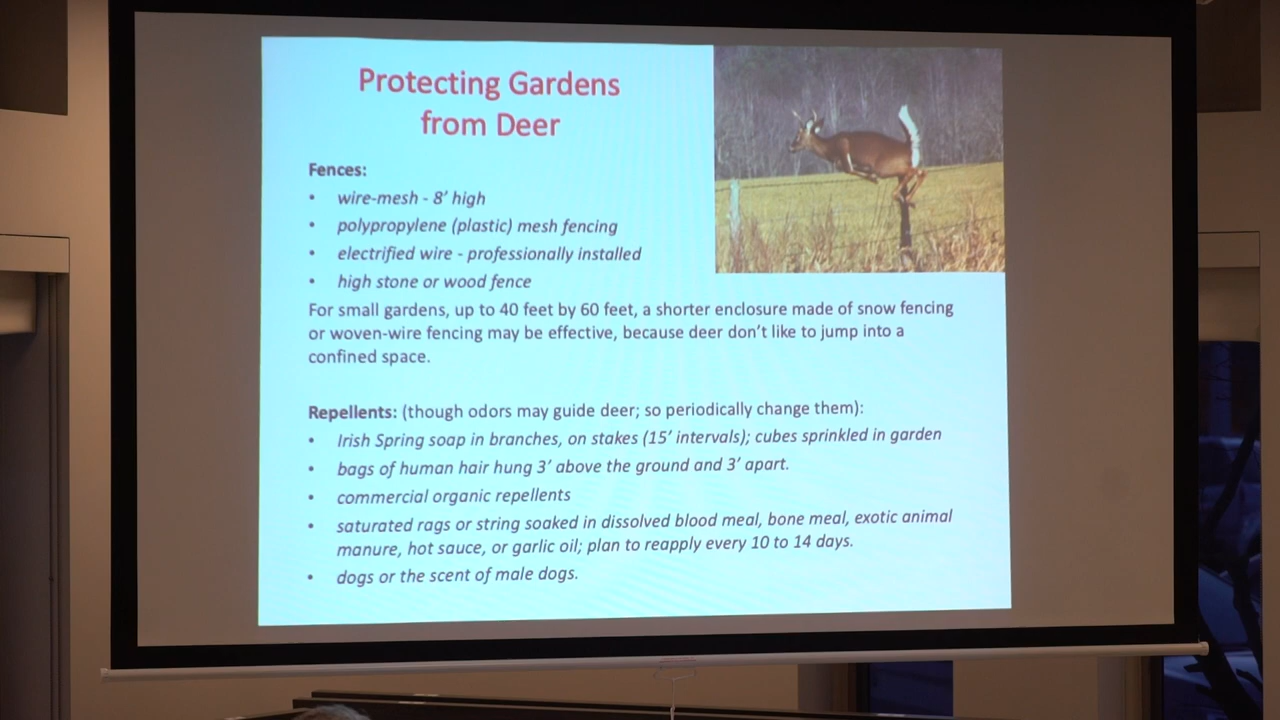 Protecting Gardens
from Deer
Fences:
• wire-mesh - 8’ high
• polypropylene (plastic) mesh fencing
• electrified wire - professionally installed
• high stone or wood fence
For small gardens, up to 40 feet by 60 feet, a shorter enclosure made of snow fencing
or woven-wire fencing may be effective, because deer don’t like to jump into a
confined space.
Repellents: (though odors may guide deer; so periodically change them):
• Irish Spring soap in branches, on stakes (15’ intervals); cubes sprinkled in garden
• bags of human hair hung 3’ above the ground and 3’ apart.
• commercial organic repellents
• saturated rags or string soaked in dissolved blood meal, bone meal, exotic animal
manure, hot sauce, or garlic oil; plan to reapply every 10 to 14 days.
• dogs or the scent of male dogs.